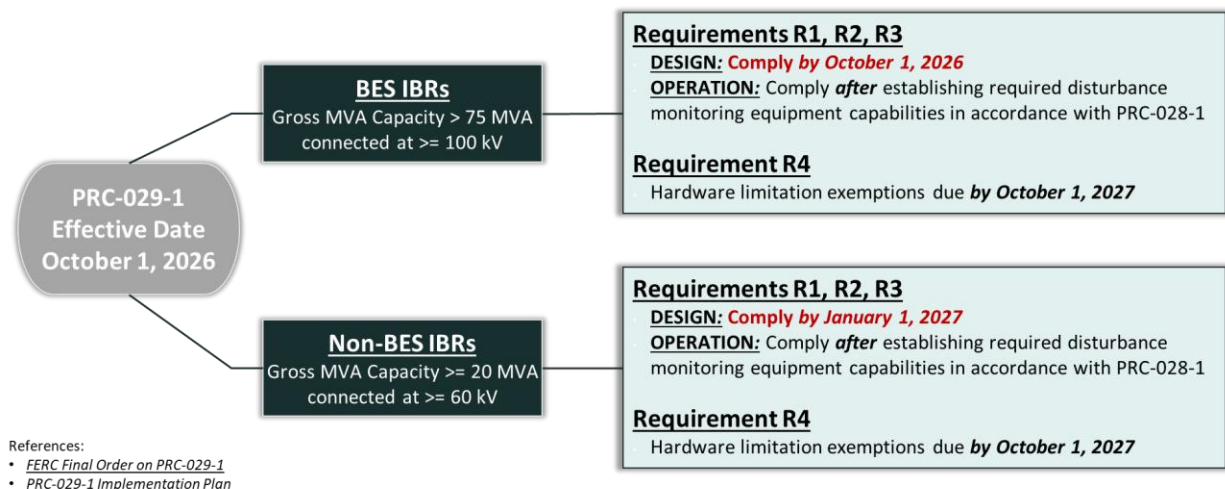 PRC-029-1
Effective Date
October 1, 2026
BES IBRs
Gross MVA Capacity > 75 MVA
connected at >= 100 kV
Requirements R1, R2, R3
DESIGN: Comply by October 1, 2026
OPERATION: Comply after establishing required disturbance
monitoring equipment capabilities in accordance with PRC-028-1
Requirement R4
Hardware limitation exemptions due by October 1, 2027
Non-BES IBRs
Gross MVA Capacity >= 20 MVA
connected at >= 60 kV
Requirements R1, R2, R3
DESIGN: Comply by January 1, 2027
OPERATION: Comply after establishing required disturbance
monitoring equipment capabilities in accordance with PRC-028-1
Requirement R4
Hardware limitation exemptions due by October 1, 2027
References:
• FERC Final Order on PRC-029-1
• PRC-029-1 Implementation Plan